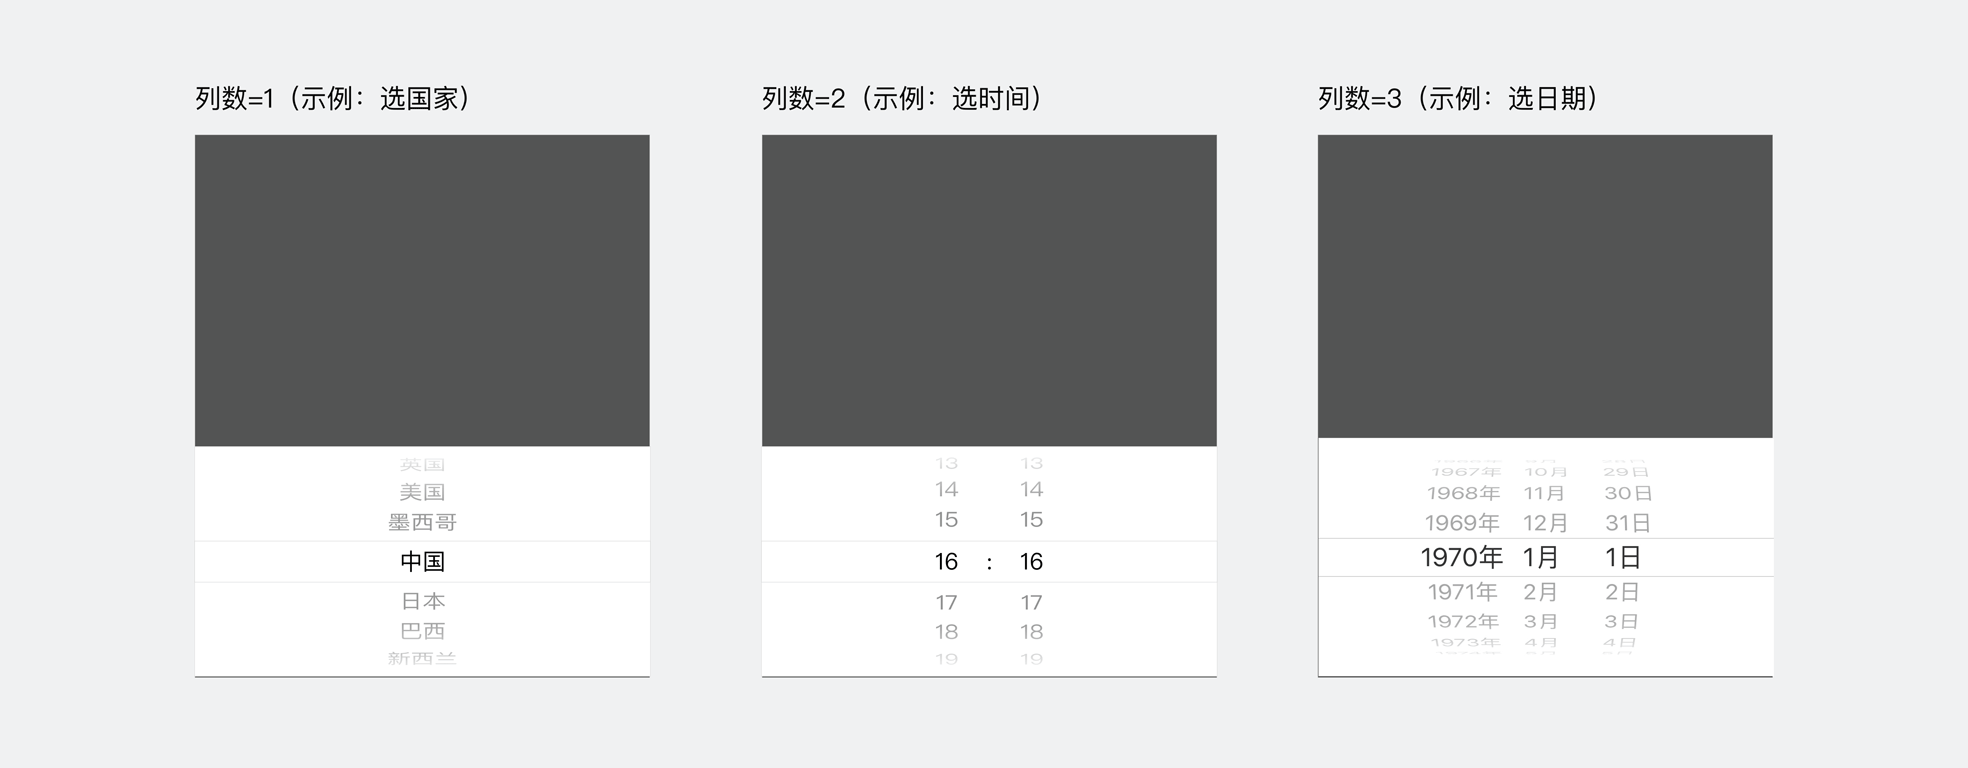 列数=1（示例：选国家）
英国
美国
墨西哥
中国
日本
巴西
新西兰
列数=2（示例：选时间）
13 13
14 14
15 15
16 : 16
17 17
18 18
19 19
列数=3（示例：选日期）
1967年 10月 29日
1968年 11月 30日
1969年 12月 31日
1970年 1月 1日
1971年 2月 2日
1972年 3月 3日
1973年 4月 4日